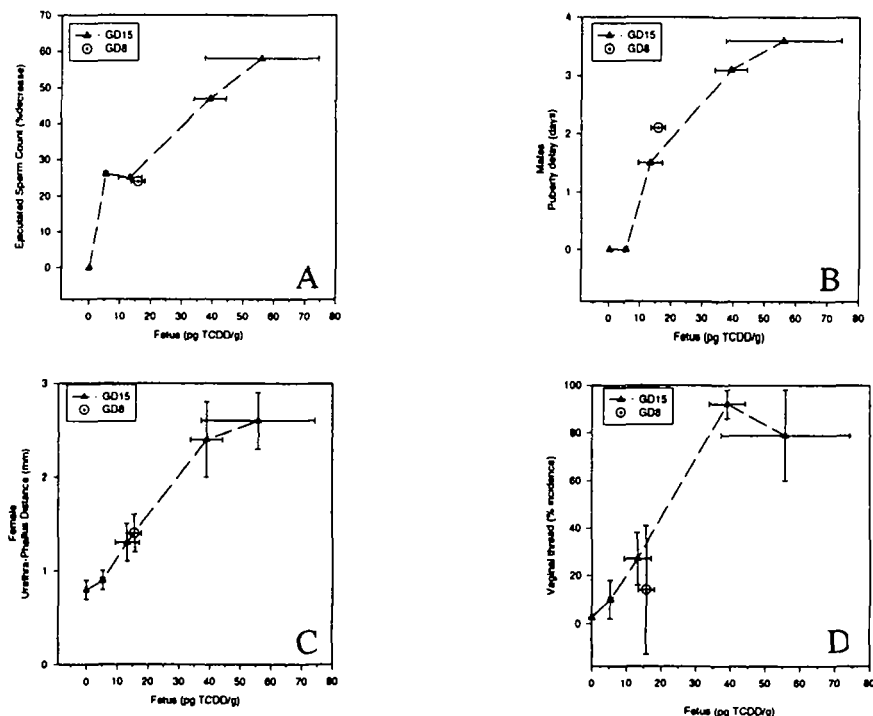 GD15
GD8
70
60
50
40
30
20
10
0
Ejaculated Sperm Count (%decrease)
A
0 10 20 30 40 50 60 70 80
Fetus (pg TCDD/g)
GD15
GD8
4
3
2
1
0
Males
Puberty delay (days)
B
0 10 20 30 40 50 60 70 80
Fetus (pg TCDD/g)
GD15
GD8
3
2
1
0
Female
Urethra-Phallus Distance (mm)
C
0 10 20 30 40 50 60 70 80
Fetus (pg TCDD/g)
GD15
GD8
100
80
60
40
20
0
Vaginal thread (% incidence)
D
0 10 20 30 40 50 60 70 80
Fetus (pg TCDD/g)